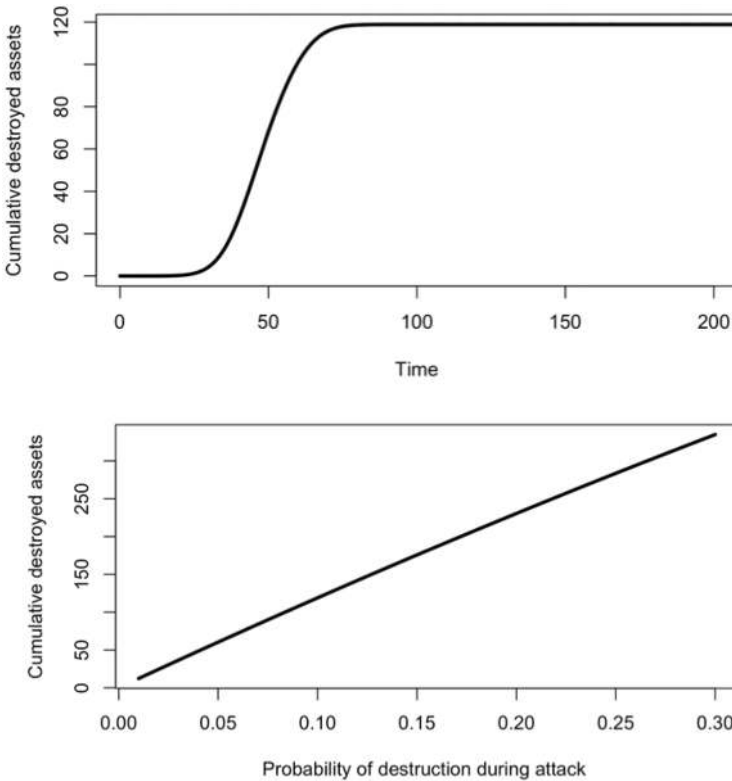 Cumulative destroyed assets
120
60
40
20
0
0 50 100 150 200
Time
Cumulative destroyed assets
250
150
50
0
0.00 0.05 0.10 0.15 0.20 0.25 0.30
Probability of destruction during attack